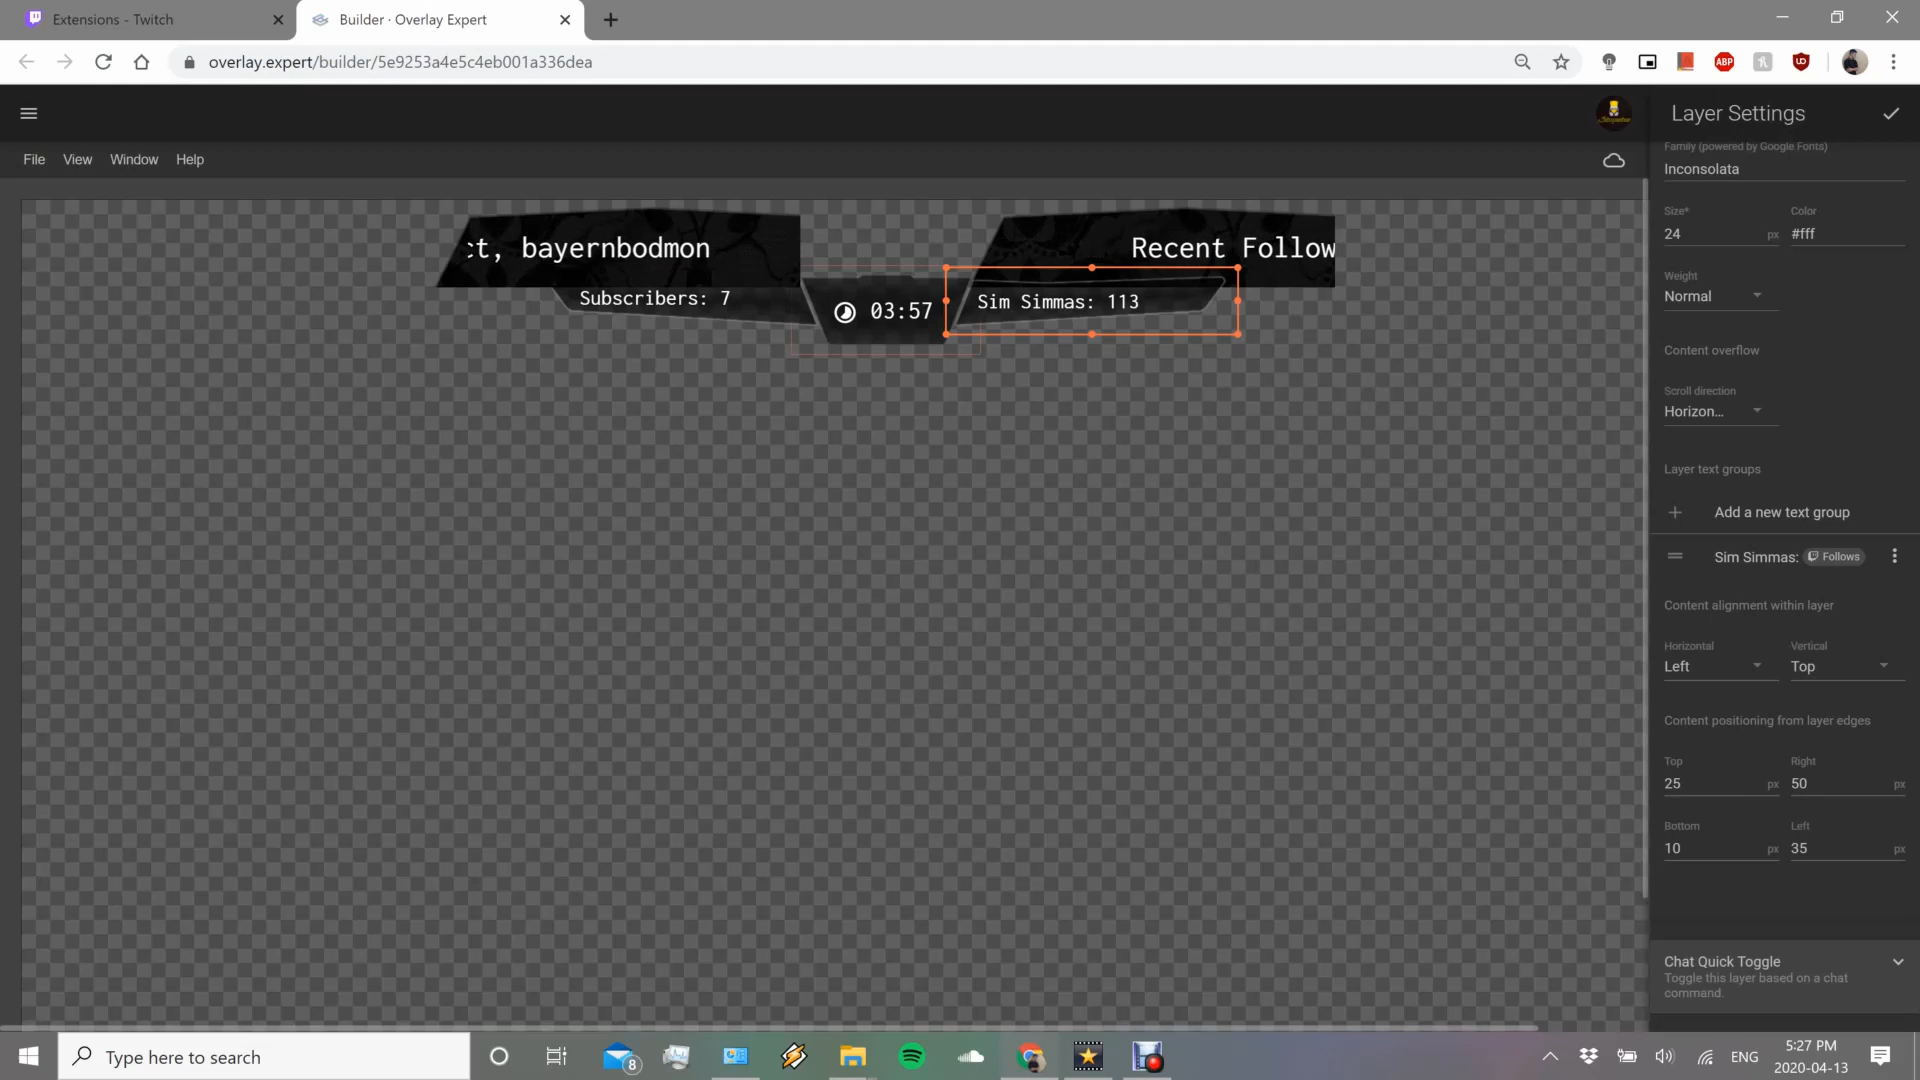 Extensions - Twitch
Builder · Overlay Expert
overlay.expert/builder/5e9253a4e5c4eb001a336dea
ABP
Layer Settings
File View Window Help
Family (powered by Google Fonts)
Inconsolata
Size* Color
24 px #fff
Weight
Normal
Content overflow
Scroll direction
Horizon...
Layer text groups
Add a new text group
Sim Simmas: Follows
Content alignment within layer
Horizontal Vertical
Left Top
Content positioning from layer edges
Top Right
25 px 50 px
Bottom Left
10 px 35 px
Chat Quick Toggle
Toggle this layer based on a chat
command.
ct, bayernbodmon
Recent Follow
Subscribers: 7
03:57
Sim Simmas: 113
Type here to search
8
ENG
5:27 PM
2020-04-13